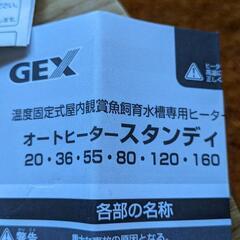 GEX
温度固定式屋内観賞魚飼育水槽専用ヒーター
オートヒータースタンディ
20・36・55・80・120・160
各部の名称
警告